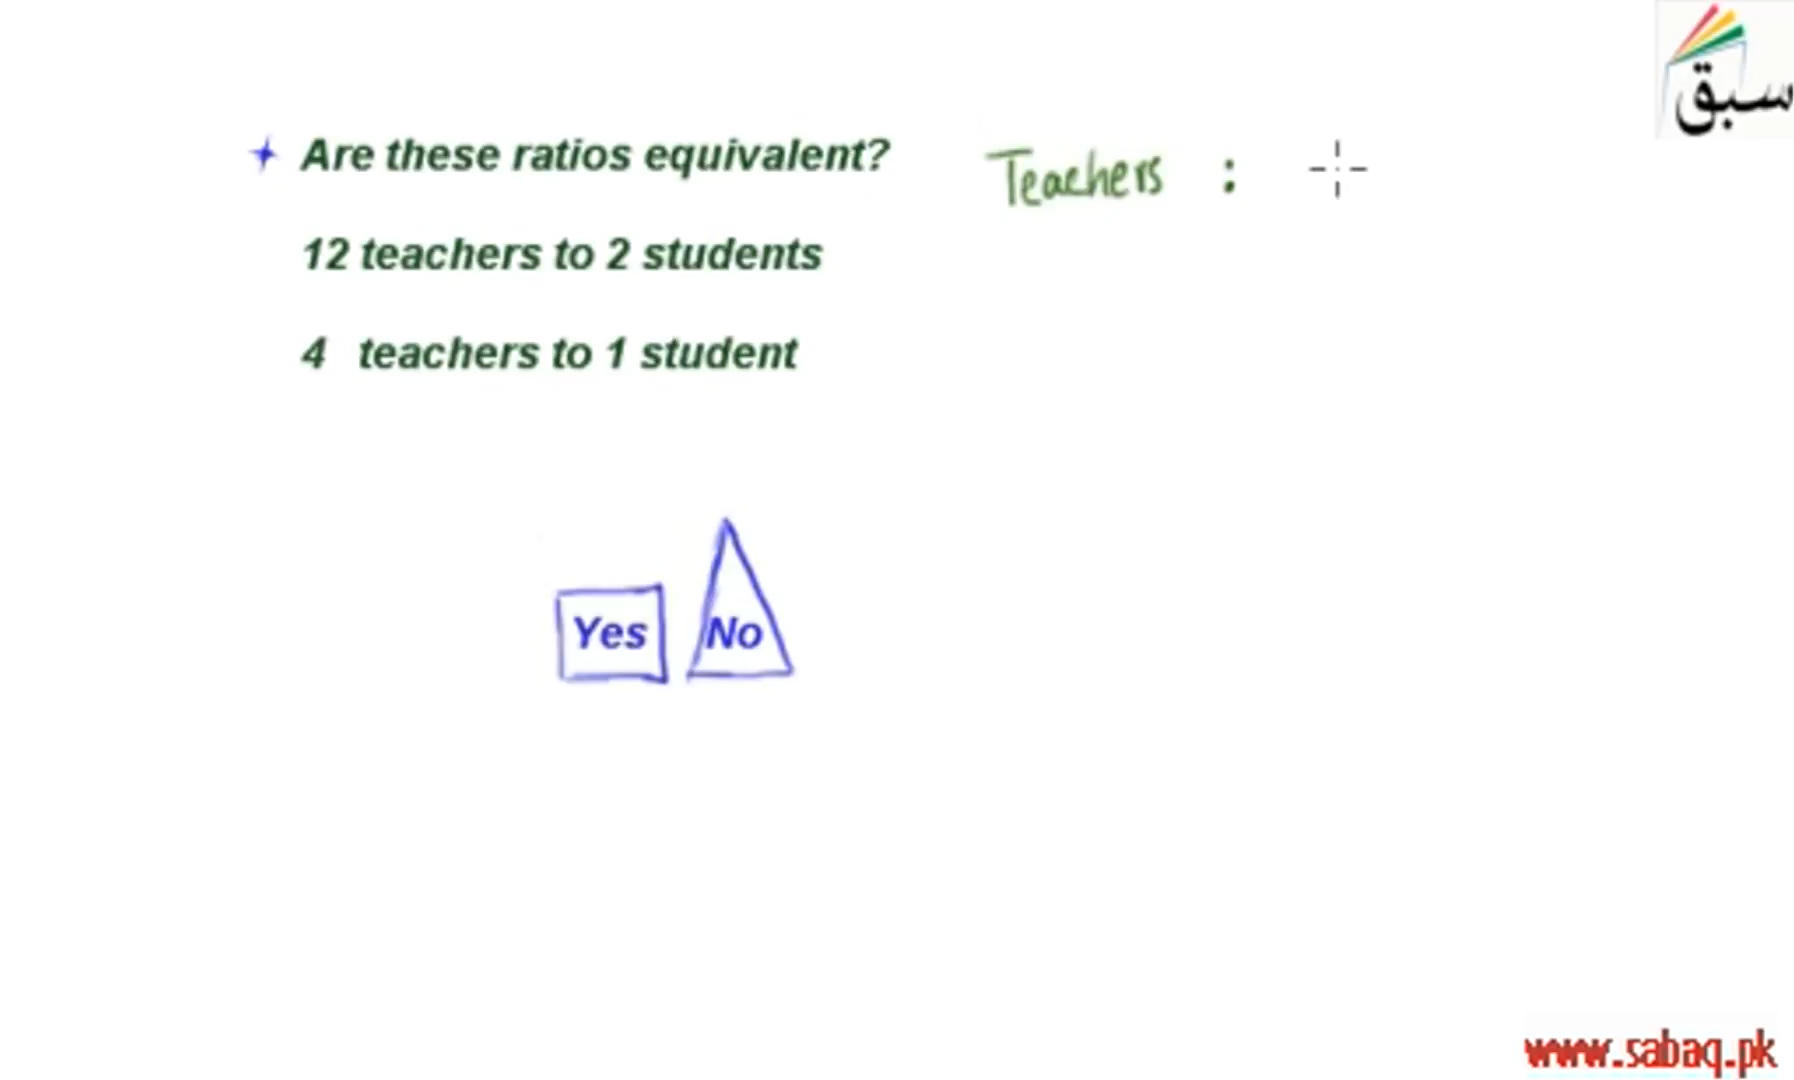 سبق
Are these ratios equivalent? Teachers :
12 teachers to 2 students
4 teachers to 1 student
Yes No
www.sabaq.pk